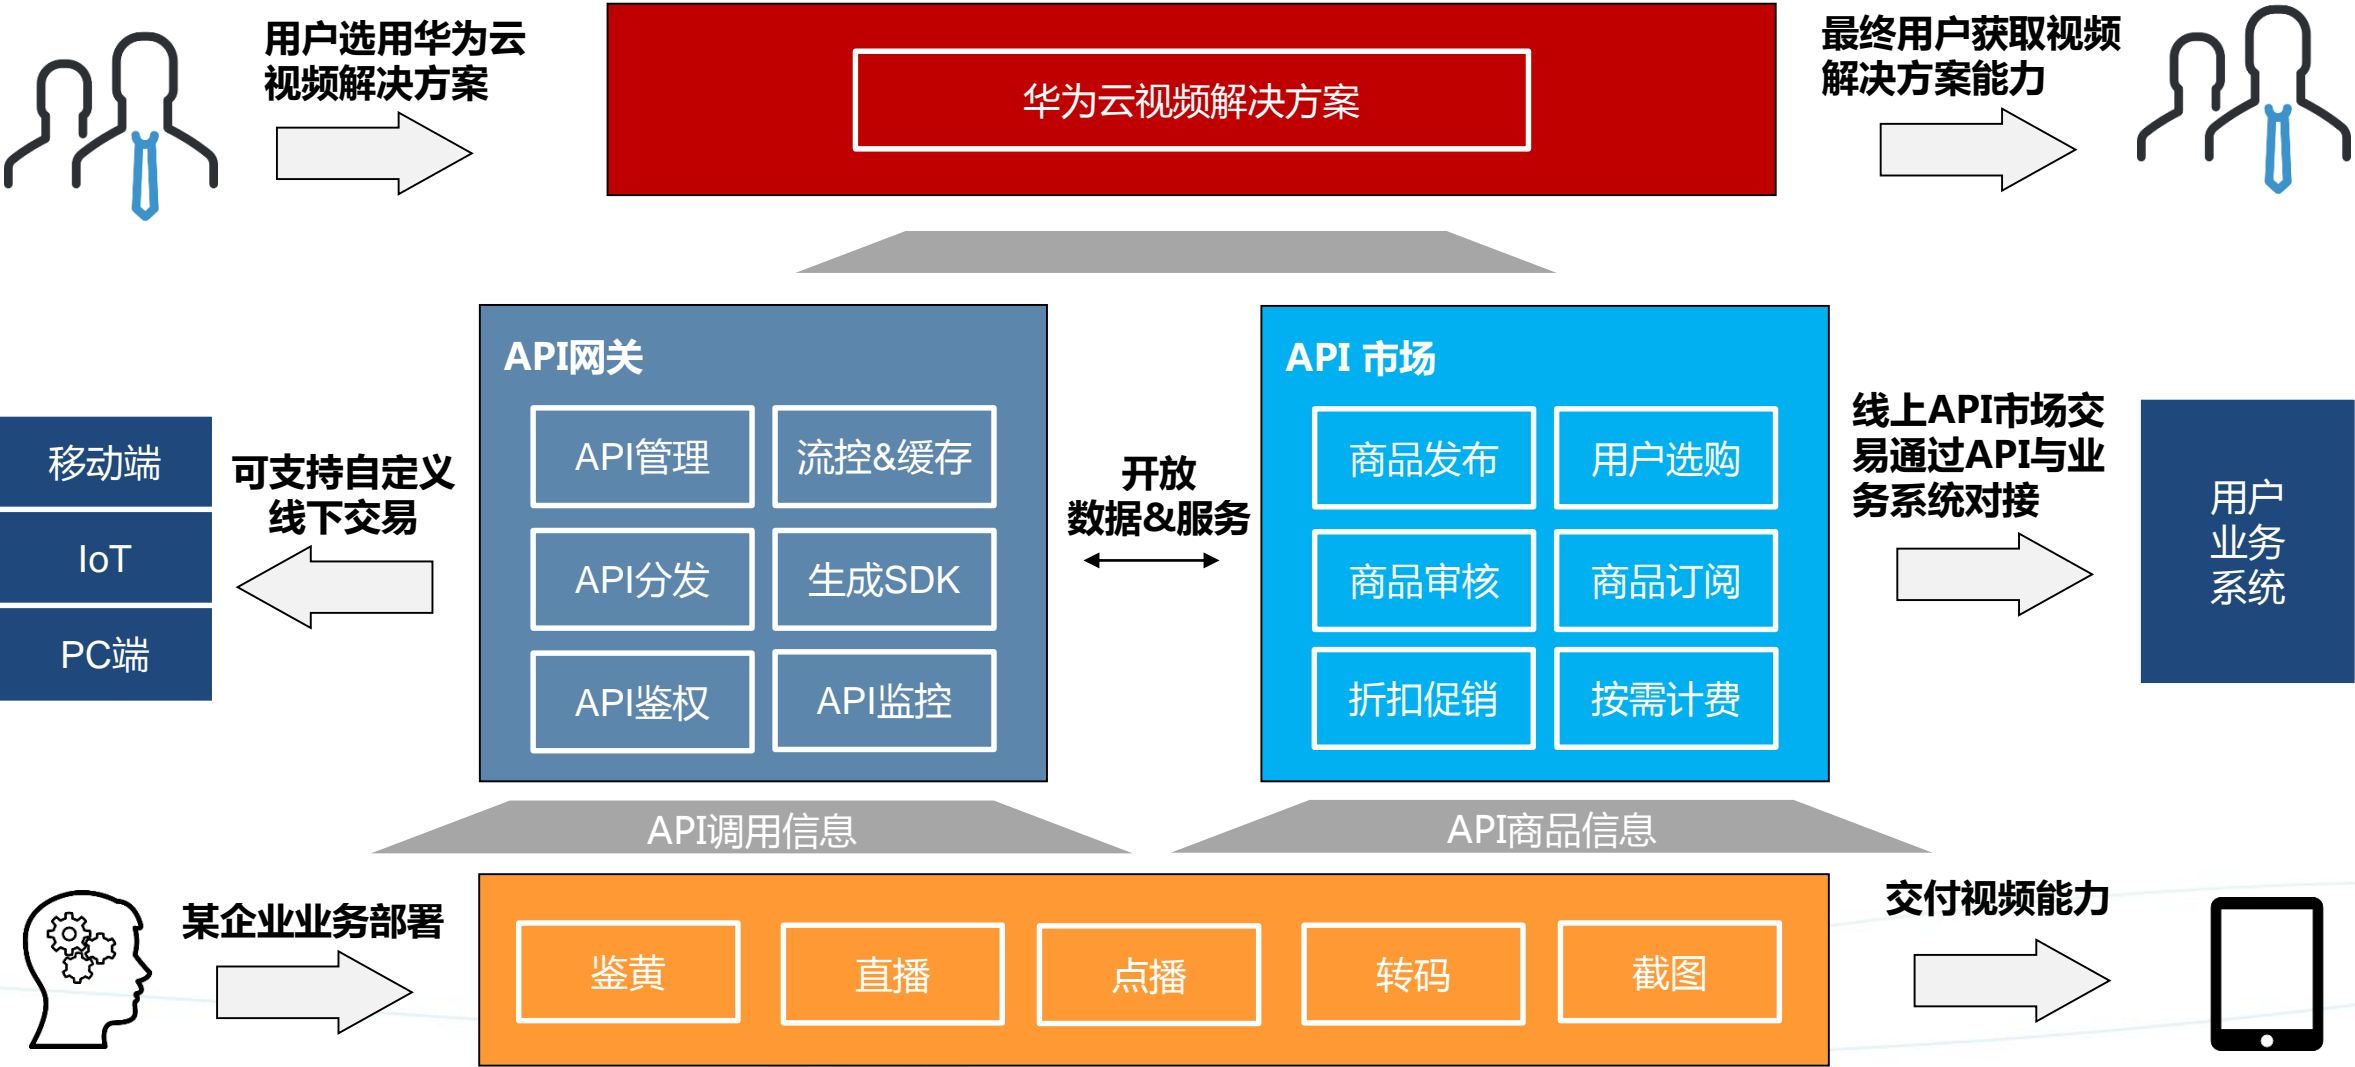 用户选用华为云
视频解决方案
华为云视频解决方案
最终用户获取视频
解决方案能力
移动端
IoT
PC端
可支持自定义
线下交易
API网关
API管理
流控&缓存
API分发
生成SDK
API鉴权
API监控
开放
数据&服务
API 市场
商品发布
用户选购
商品审核
商品订阅
折扣促销
按需计费
线上API市场交
易通过API与业
务系统对接
用户
业务
系统
API调用信息
API商品信息
某企业业务部署
鉴黄
直播
点播
转码
截图
交付视频能力